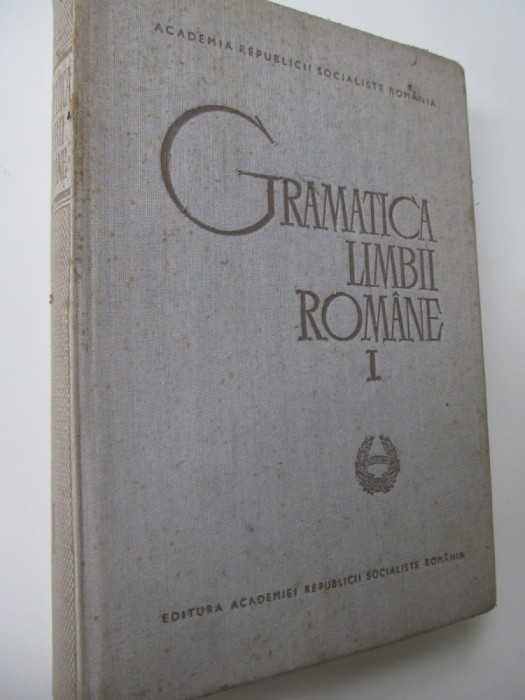 ACADEMIA REPUBLICII SOCIALISTE ROMÂNIA
GRAMATICA
LIMBII
ROMÂNE
I
EDITURA ACADEMIEI REPUBLICII SOCIALISTE ROMÂNIA